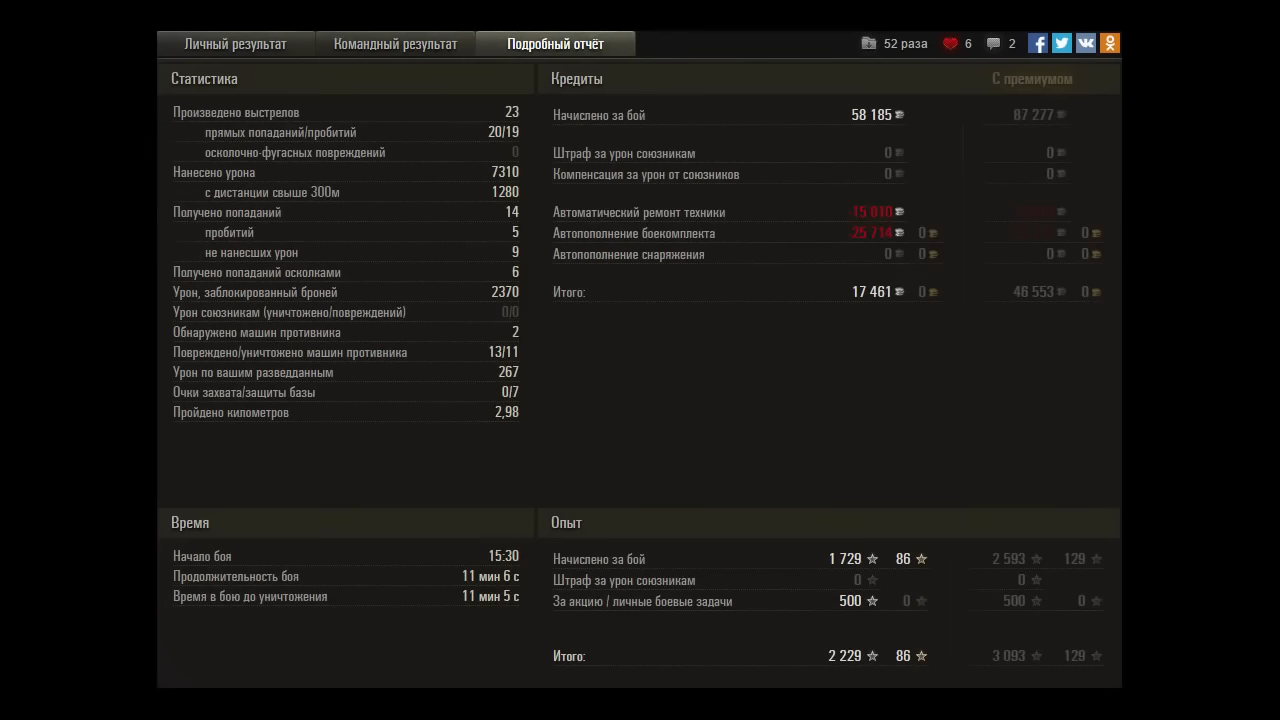 Личный результат Командный результат Подробный отчёт 52 раза 6 2
Статистика
Произведено выстрелов 23
прямых попаданий/пробитий 20/19
осколочно-фугасных повреждений 0
Нанесено урона 7310
с дистанции свыше 300м 1280
Получено попаданий 14
пробитий 5
не нанесших урон 9
Получено попаданий осколками 6
Урон, заблокированный броней 2370
Урон союзникам (уничтожено/повреждений) 0/0
Обнаружено машин противника 2
Повреждено/уничтожено машин противника 13/11
Урон по вашим разведданным 267
Очки захвата/защиты базы 0/7
Пройдено километров 2,98
Кредиты С премиумом
Начислено за бой 58 185 87 277
Штраф за урон союзникам 0 0
Компенсация за урон от союзников 0 0
Автоматический ремонт техники -15 010
Автопополнение боекомплекта -25 714 0 0
Автопополнение снаряжения 0 0 0 0
Итого: 17 461 0 46 553 0
Время
Начало боя 15:30
Продолжительность боя 11 мин 6 с
Время в бою до уничтожения 11 мин 5 с
Опыт
Начислено за бой 1 729 86 2 593 129
Штраф за урон союзникам 0 0
За акцию / личные боевые задачи 500 0 500 0
Итого: 2 229 86 3 093 129